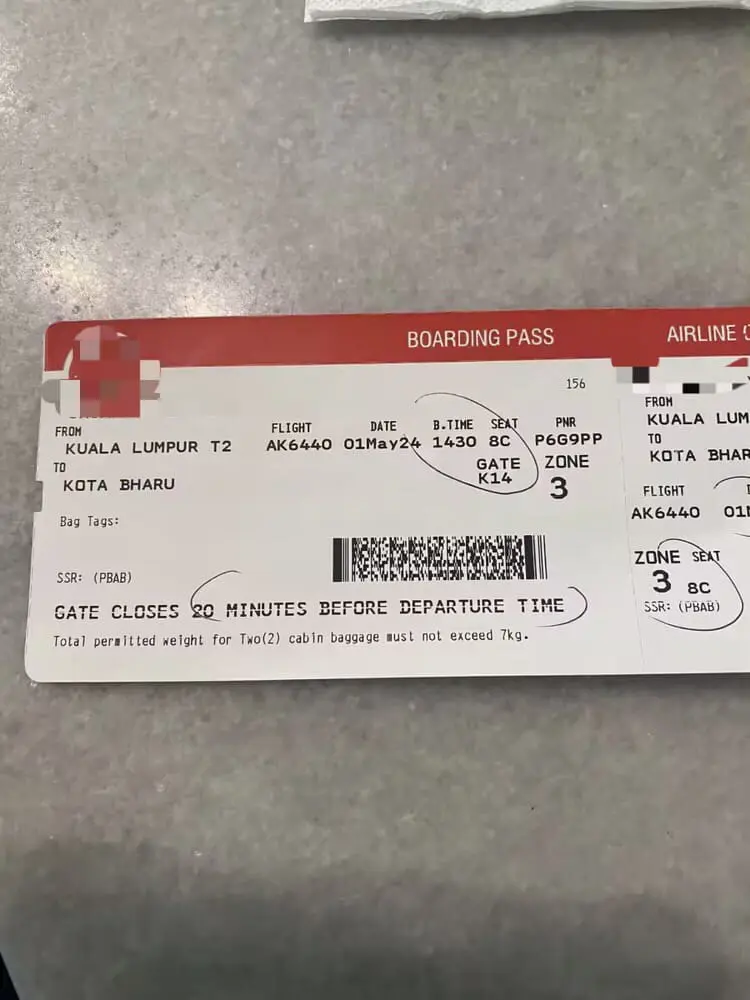 BOARDING PASS
156
FROM FLIGHT DATE B.TIME SEAT PNR
KUALA LUMPUR T2 AK6440 01May24 1430 8C P6G9PP
TO GATE ZONE
KOTA BHARU K14 3
Bag Tags:
SSR: (PBAB)
GATE CLOSES 20 MINUTES BEFORE DEPARTURE TIME
Total permitted weight for Two(2) cabin baggage must not exceed 7kg.
AIRLINE
FROM
KUALA LUM
TO
KOTA BHAR
FLIGHT
AK6440 01
ZONE SEAT
3 8C
SSR: (PBAB)